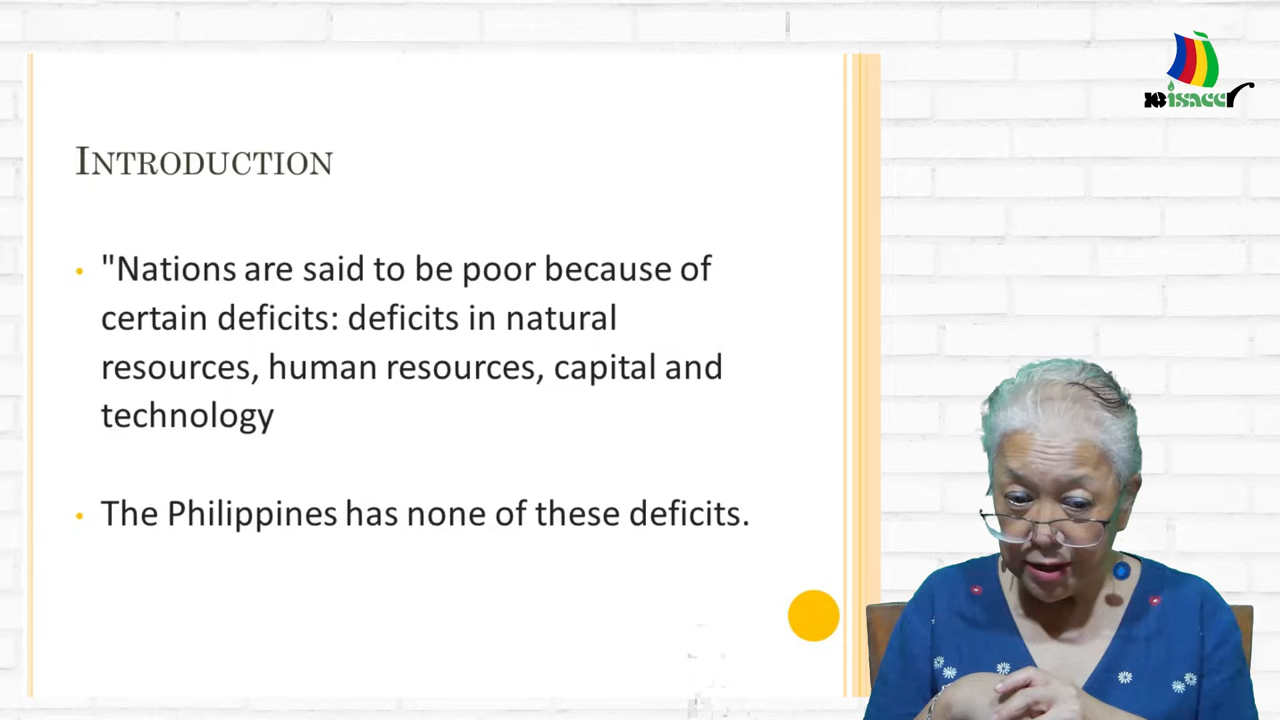 INTRODUCTION
• "Nations are said to be poor because of
certain deficits: deficits in natural
resources, human resources, capital and
technology
• The Philippines has none of these deficits.